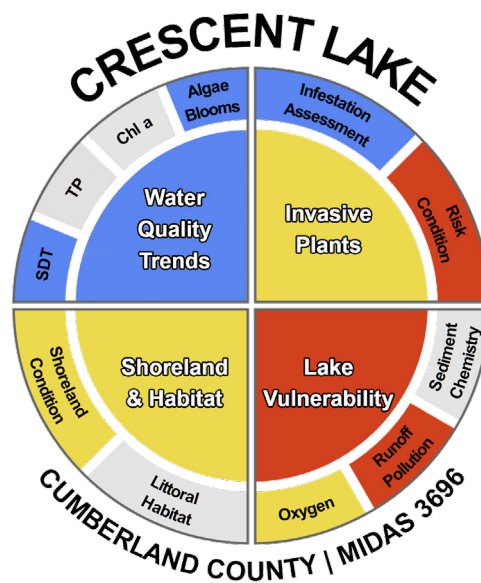 CRESCENT LAKE
Algae
Blooms
Chl a
TP
SDT
Water
Quality
Trends
Infestation
Assessment
Risk
Condition
Invasive
Plants
Shoreland
Condition
Littoral
Habitat
Shoreland
& Habitat
Lake
Vulnerability
Sediment
Chemistry
Runoff
Pollution
Oxygen
CUMBERLAND COUNTY | MIDAS 3696